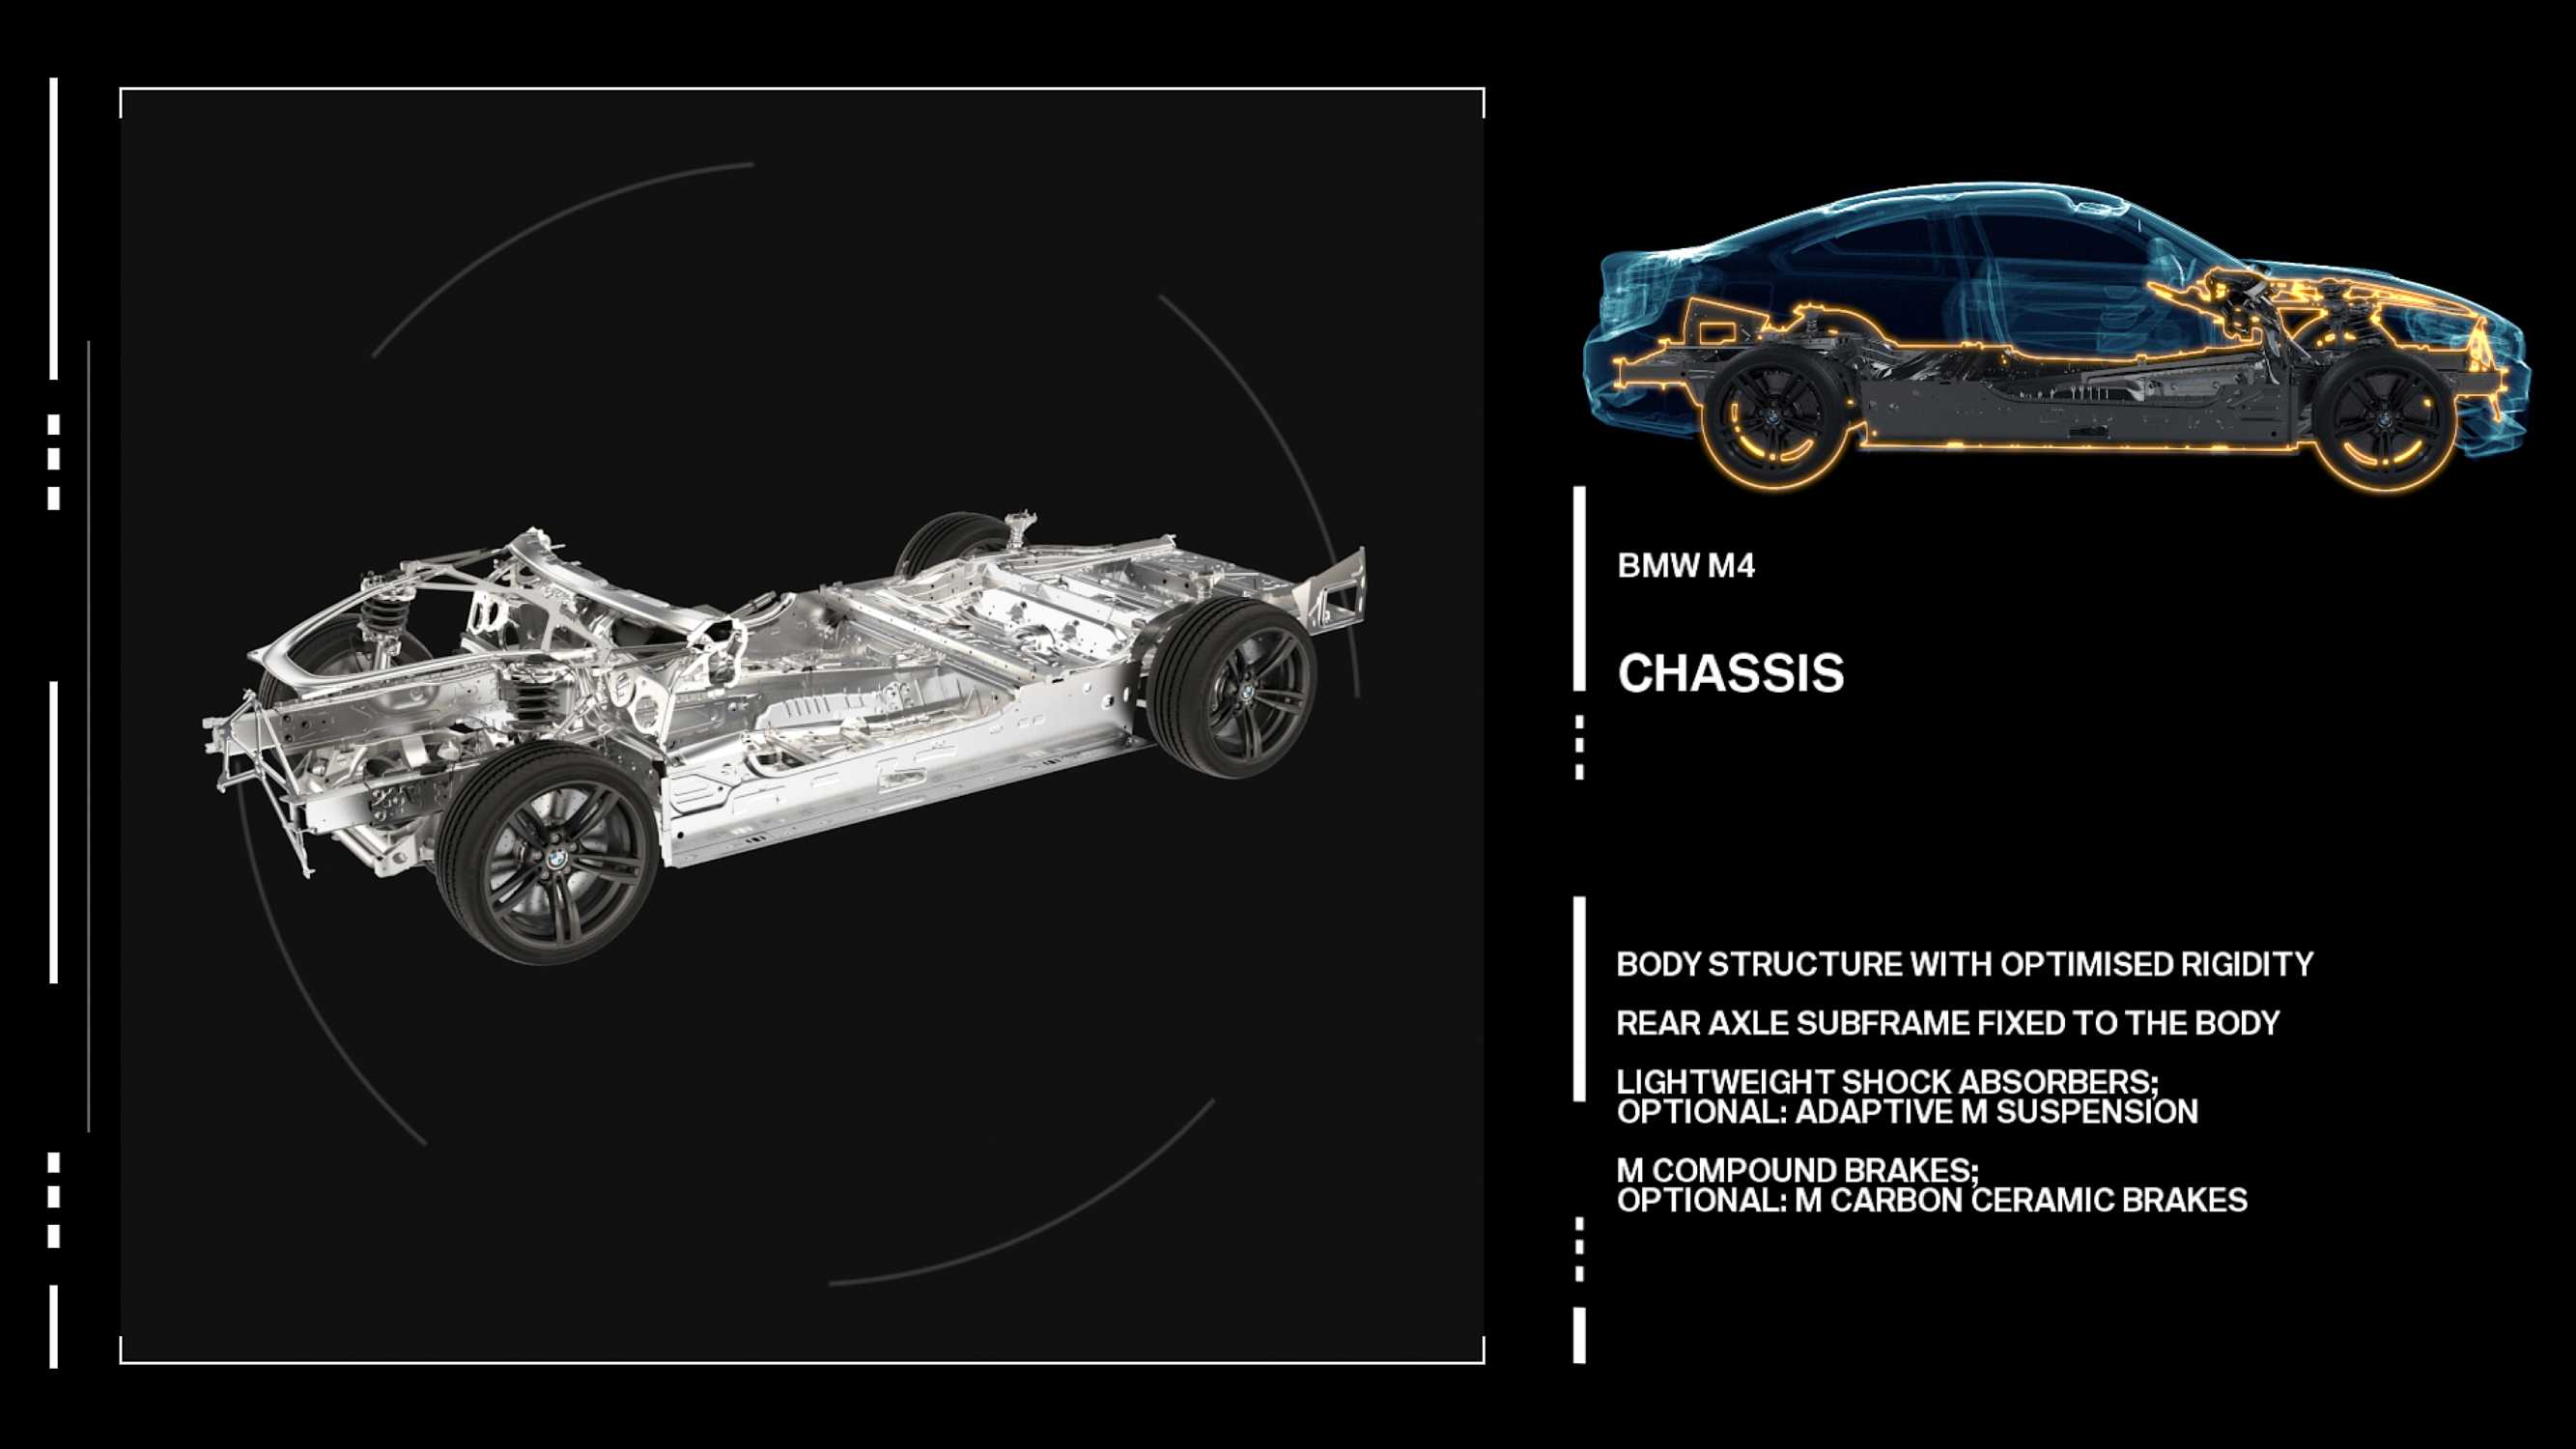 BMW M4
CHASSIS
BODY STRUCTURE WITH OPTIMISED RIGIDITY
REAR AXLE SUBFRAME FIXED TO THE BODY
LIGHTWEIGHT SHOCK ABSORBERS;
OPTIONAL: ADAPTIVE M SUSPENSION
M COMPOUND BRAKES;
OPTIONAL: M CARBON CERAMIC BRAKES